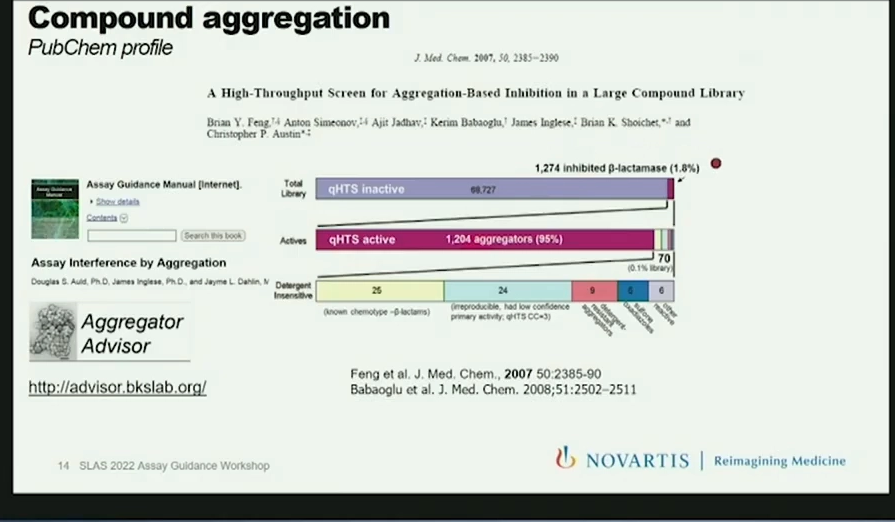 Compound aggregation
PubChem profile
J. Med. Chem. 2007, 50, 2385-2390
A High-Throughput Screen for Aggregation-Based Inhibition in a Large Compound Library
Brian Y. Feng, Anton Simeonov, Ajit Jadhav, Kerim Babaoglu, James Inglese, Brian K. Shoichet, and
Christopher P. Austin
1,274 inhibited β-lactamase (1.8%)
Total
Library
qHTS inactive
Assay Guidance Manual [Internet].
Show details
Contents
Search this book
Actives
qHTS active
1,204 aggregators (95%)
70
(0.1% library)
Assay Interference by Aggregation
Douglas S. Auld, Ph.D, James Inglese, Ph.D., and Jayme L. Dahlin, M
Detergent
Insensitive
25
24
9
6
(known chemotype –β-lactams)
(irreproducible, had low confidence
primary activity; qHTS CC=3)
detergent-
resistant
aggregators
other
reactive
Aggregator
Advisor
http://advisor.bkslab.org/
Feng et al. J. Med. Chem., 2007 50:2385-90
Babaoglu et al. J. Med. Chem. 2008;51:2502–2511
14 SLAS 2022 Assay Guidance Workshop
NOVARTIS | Reimagining Medicine